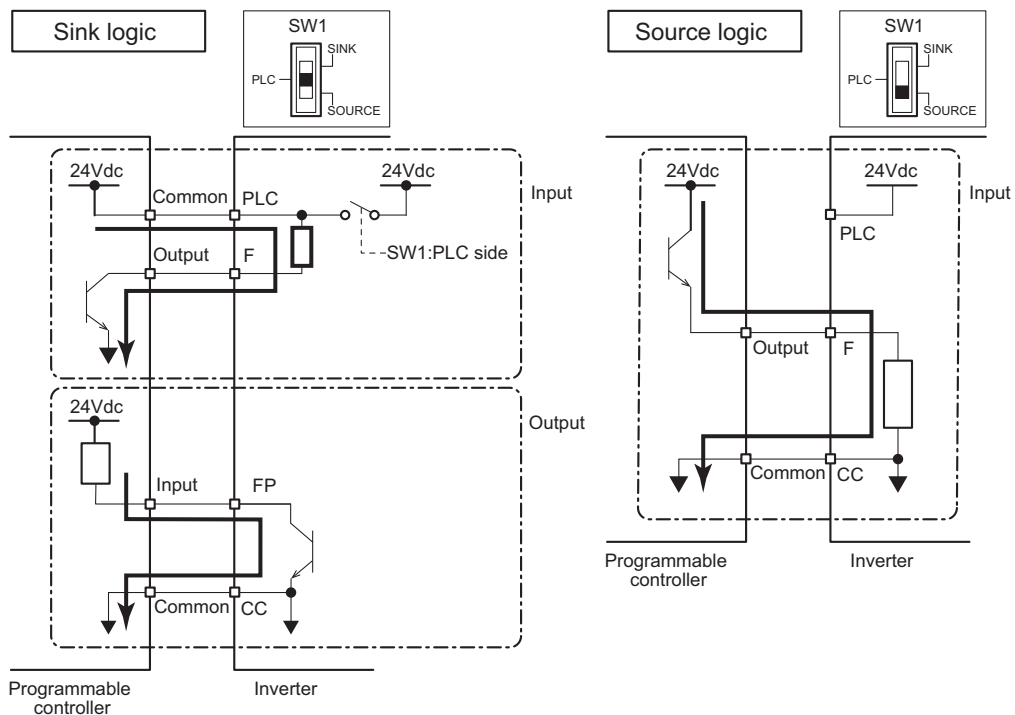 Sink logic
SW1
SINK
PLC
SOURCE
24Vdc
24Vdc
Common
PLC
Input
Output
F
SW1:PLC side
24Vdc
Output
Input
FP
Common
CC
Programmable
controller
Inverter
Source logic
SW1
SINK
PLC
SOURCE
24Vdc
24Vdc
Input
PLC
Output
F
Common
CC
Programmable
controller
Inverter